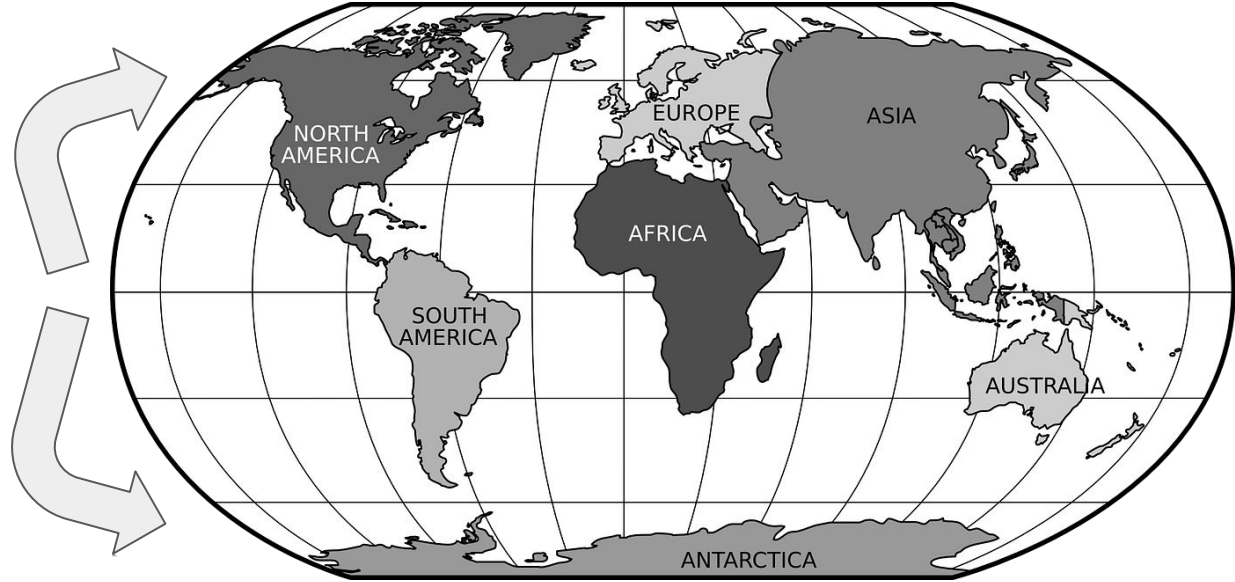 NORTH
AMERICA
EUROPE
ASIA
AFRICA
SOUTH
AMERICA
AUSTRALIA
ANTARCTICA